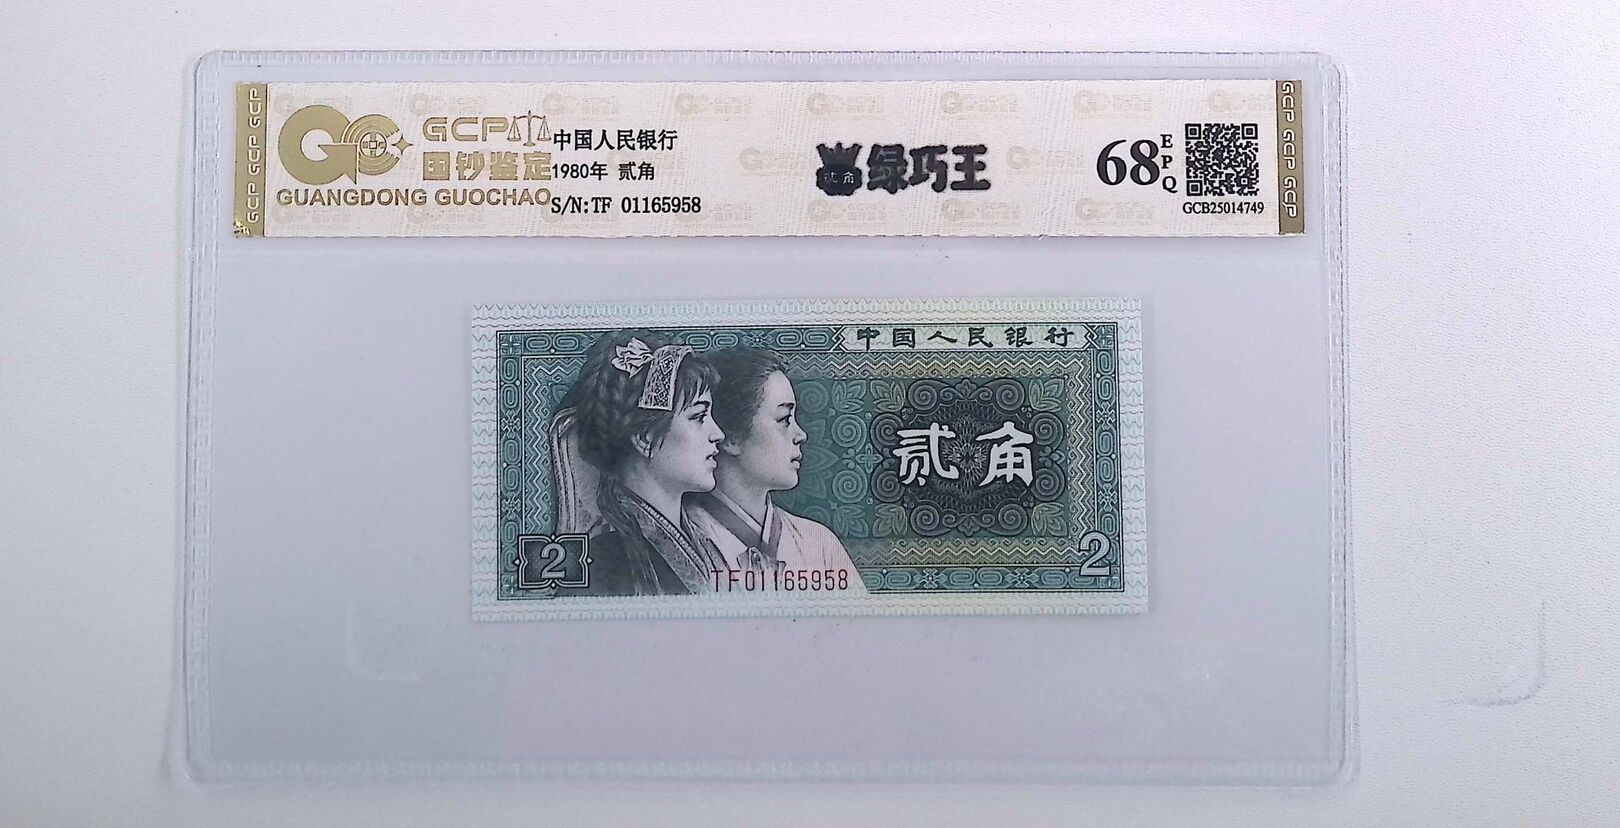 GCP GCP GCP
GCP
国钞鉴定
GUANGDONG GUOCHAO
中国人民银行
1980年 贰角
S/N:TF 01165958
贰角
绿巧王
68
EPQ
GCB25014749
GCP GCP GCP
中国人民银行
贰角
2
2
TF01165958